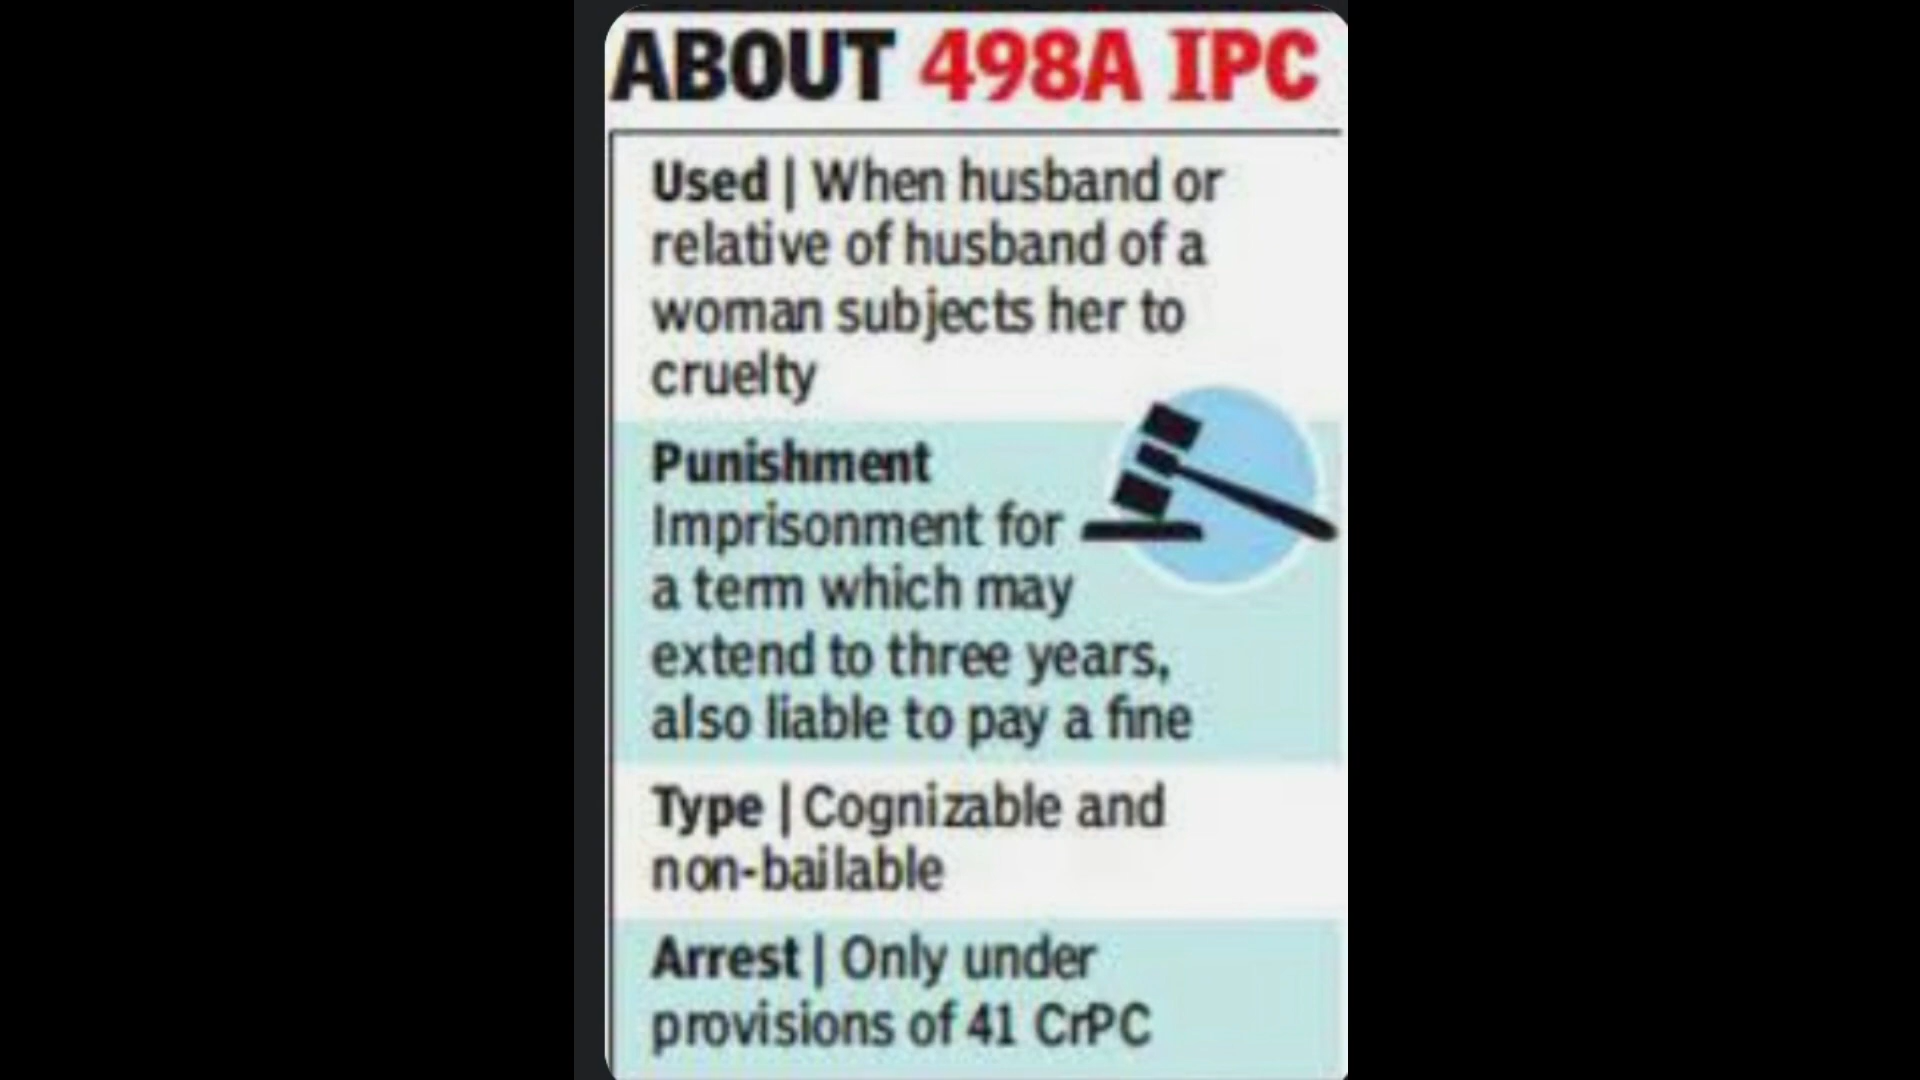 ABOUT 498A IPC
Used | When husband or
relative of husband of a
woman subjects her to
cruelty
Punishment
Imprisonment for
a term which may
extend to three years,
also liable to pay a fine
Type | Cognizable and
non-bailable
Arrest | Only under
provisions of 41 CrPC